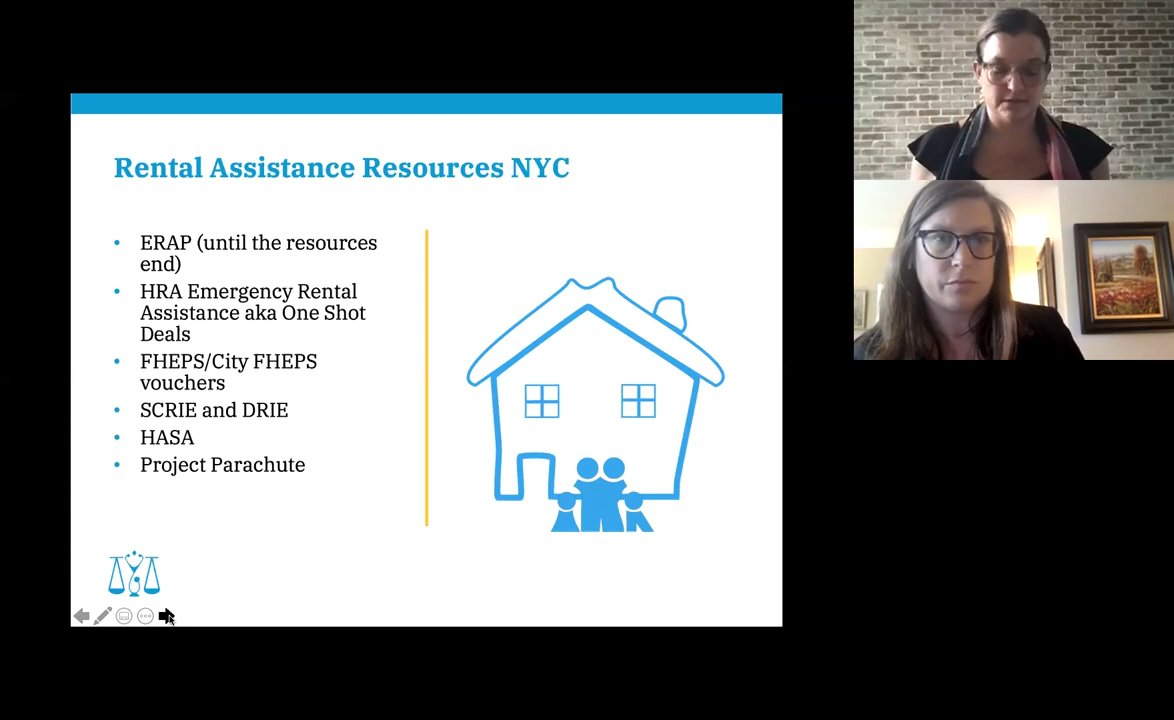 Rental Assistance Resources NYC
• ERAP (until the resources
end)
• HRA Emergency Rental
Assistance aka One Shot
Deals
• FHEPS/City FHEPS
vouchers
• SCRIE and DRIE
• HASA
• Project Parachute